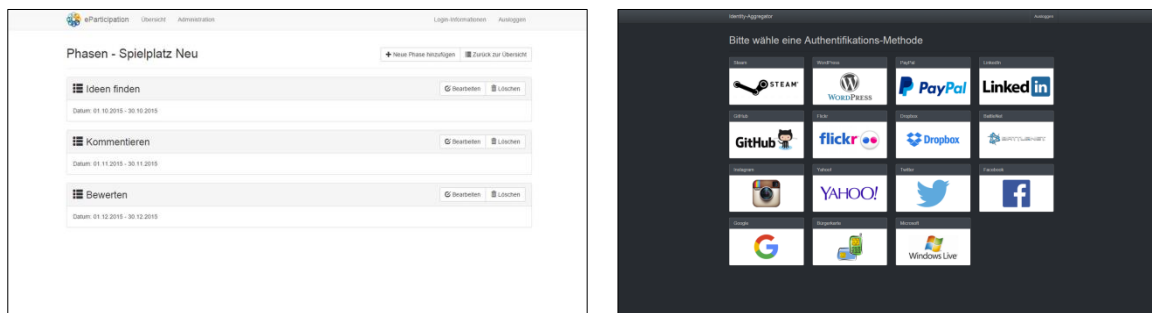 eParticipation Übersicht Administration Login-Informationen Ausloggen
Phasen - Spielplatz Neu
Neue Phase hinzufügen Zurück zur Übersicht
Ideen finden Bearbeiten Löschen
Datum: 01.10.2015 - 30.10.2015
Kommentieren Bearbeiten Löschen
Datum: 01.11.2015 - 30.11.2015
Bewerten Bearbeiten Löschen
Datum: 01.12.2015 - 30.12.2015
Identity-Aggregator Ausloggen
Bitte wähle eine Authentifikations-Methode
Steam WordPress PayPal LinkedIn
STEAM WORDPRESS PayPal Linked in
GitHub Flickr Dropbox BattleNet
GitHub flickr Dropbox BATTLE.NET
Instagram Yahoo! Twitter Facebook
YAHOO! f
Google Bürgerkarte Microsoft
G Windows Live